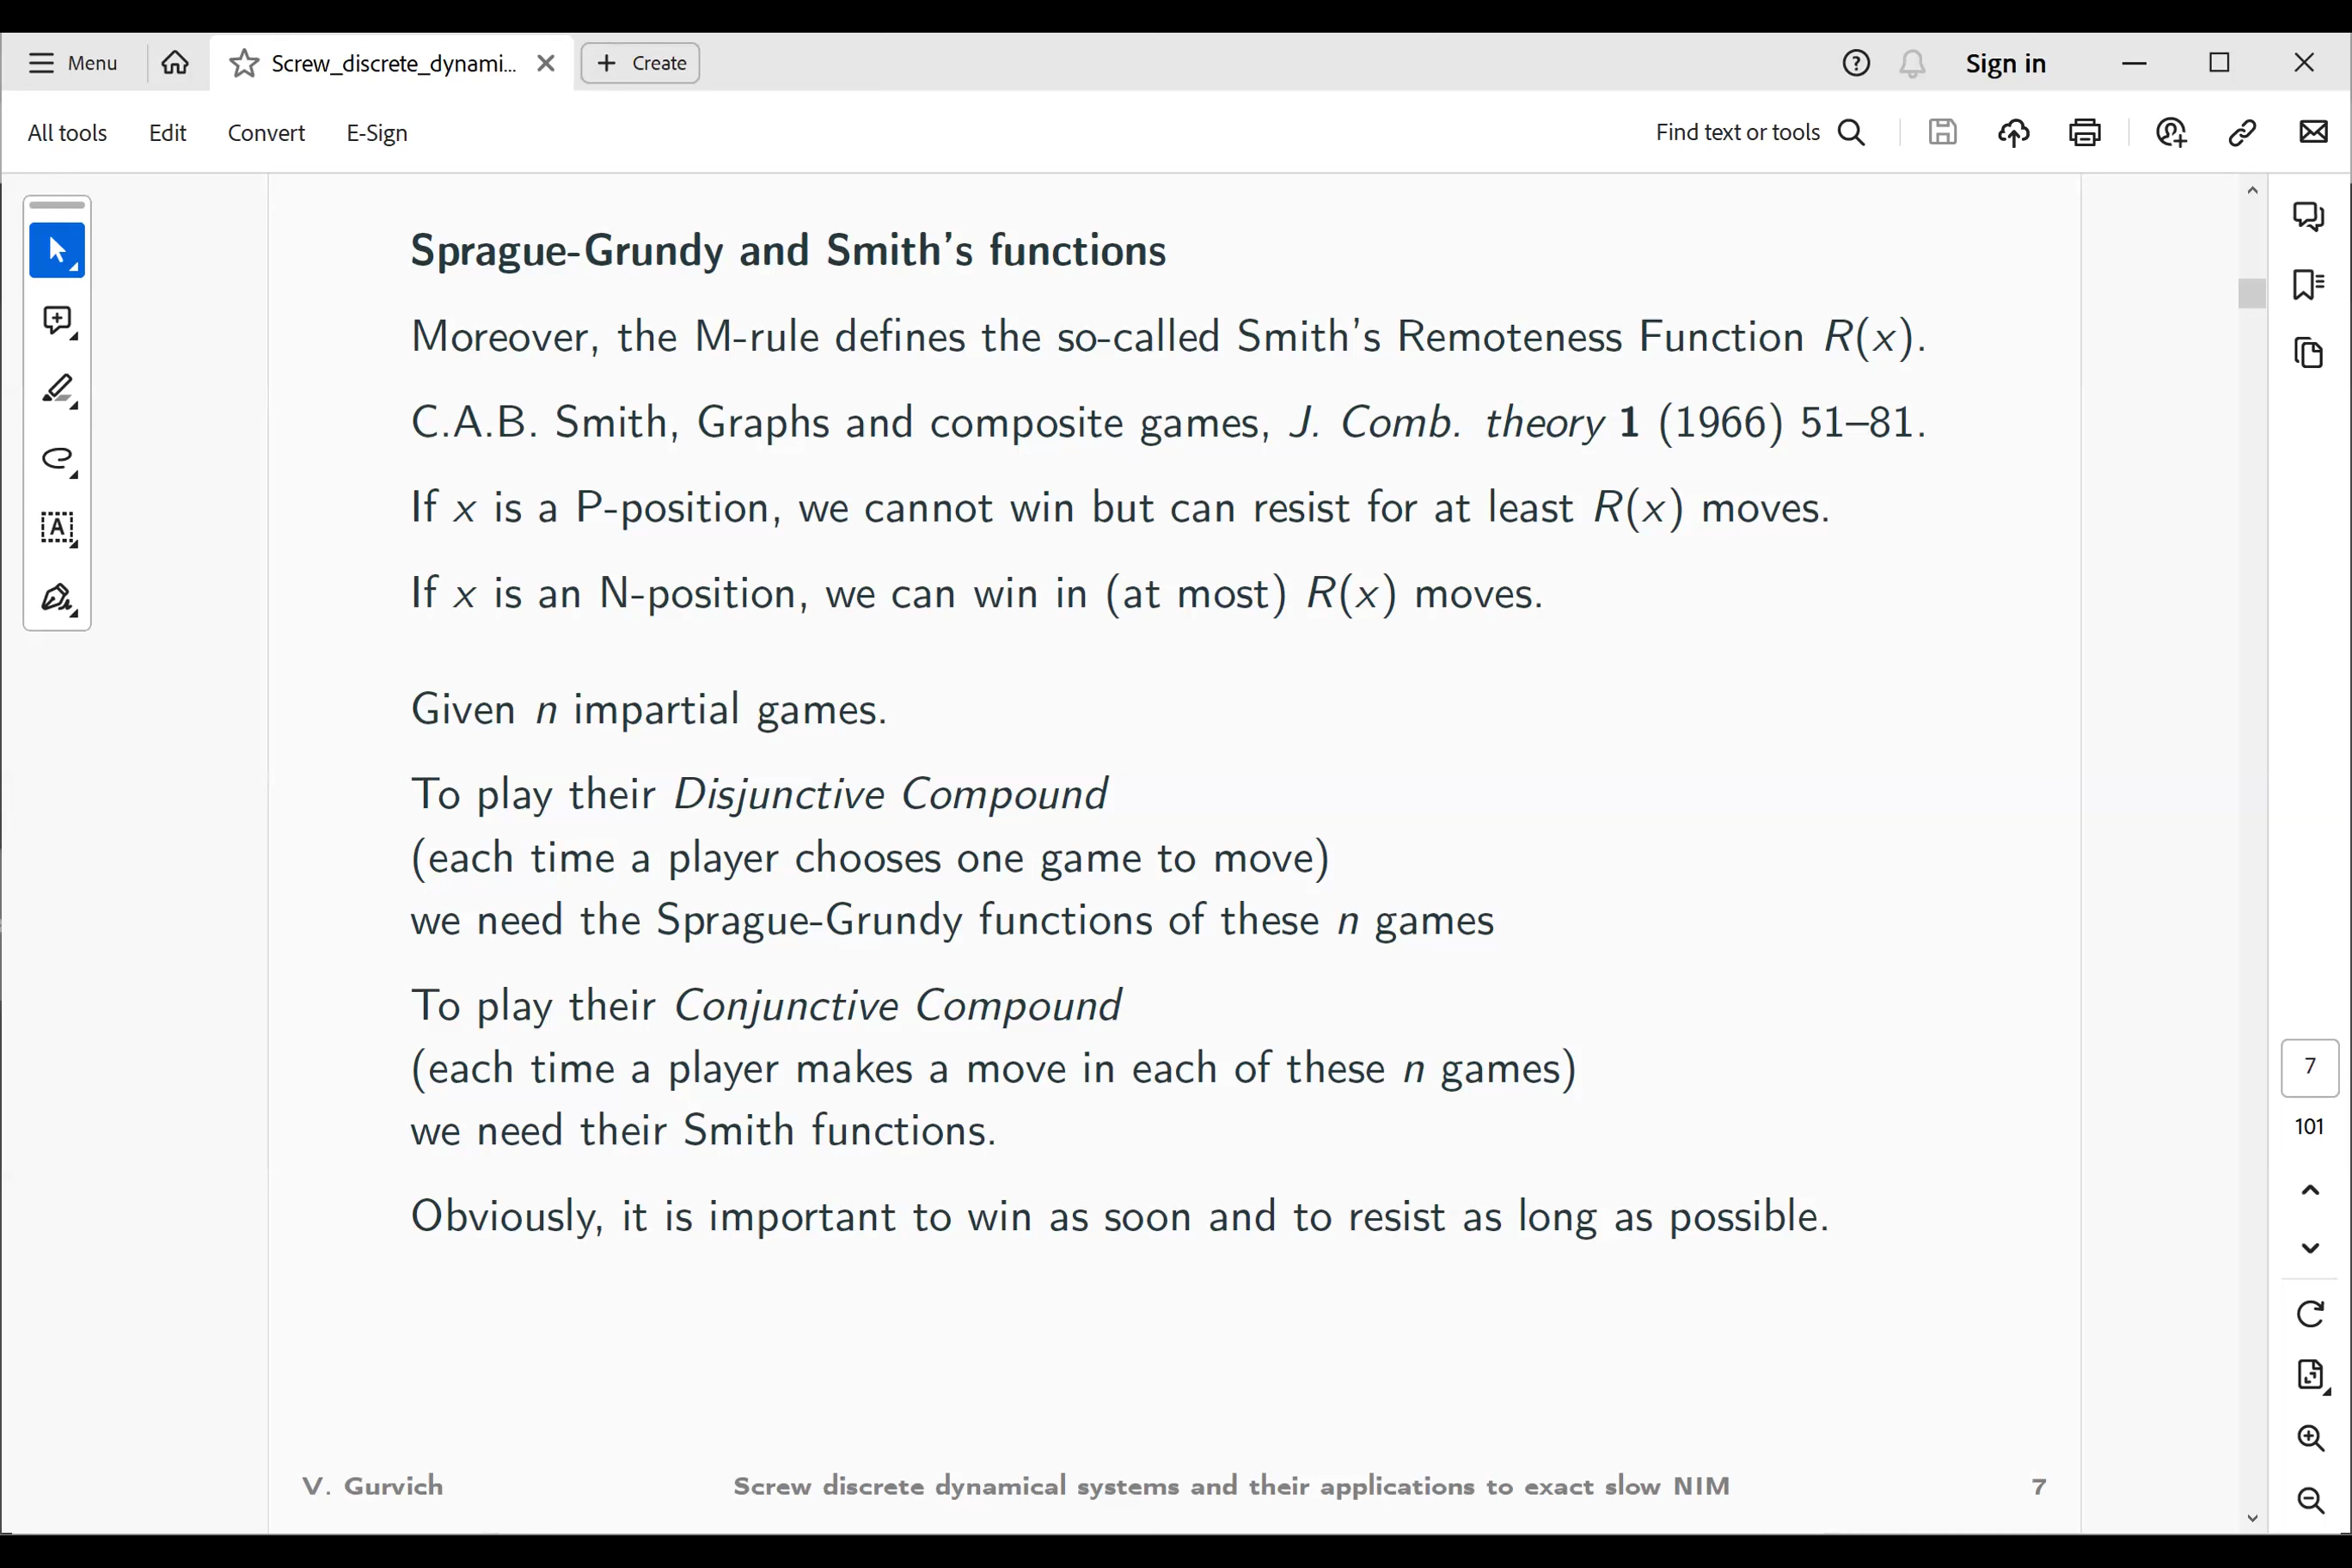 Menu
Screw_discrete_dynami...
Create
Sign in
All tools
Edit
Convert
E-Sign
Find text or tools
Sprague-Grundy and Smith's functions
Moreover, the M-rule defines the so-called Smith's Remoteness Function R(x).
C.A.B. Smith, Graphs and composite games, J. Comb. theory 1 (1966) 51–81.
If x is a P-position, we cannot win but can resist for at least R(x) moves.
If x is an N-position, we can win in (at most) R(x) moves.
Given n impartial games.
To play their Disjunctive Compound
(each time a player chooses one game to move)
we need the Sprague-Grundy functions of these n games
To play their Conjunctive Compound
(each time a player makes a move in each of these n games)
we need their Smith functions.
Obviously, it is important to win as soon and to resist as long as possible.
V. Gurvich
Screw discrete dynamical systems and their applications to exact slow NIM
7
7
101